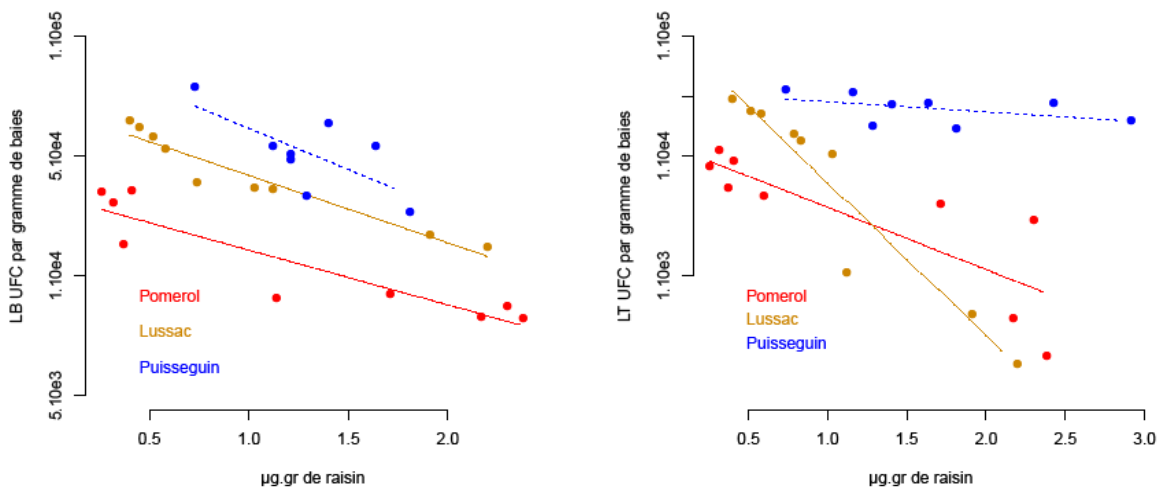 LB UFC par gramme de baies
1.10e5
5.10e4
1.10e4
5.10e3
Pomerol
Lussac
Puisseguin
0.5 1.0 1.5 2.0
µg.gr de raisin
LT UFC par gramme de baies
1.10e5
1.10e4
1.10e3
Pomerol
Lussac
Puisseguin
0.5 1.0 1.5 2.0 2.5 3.0
µg.gr de raisin